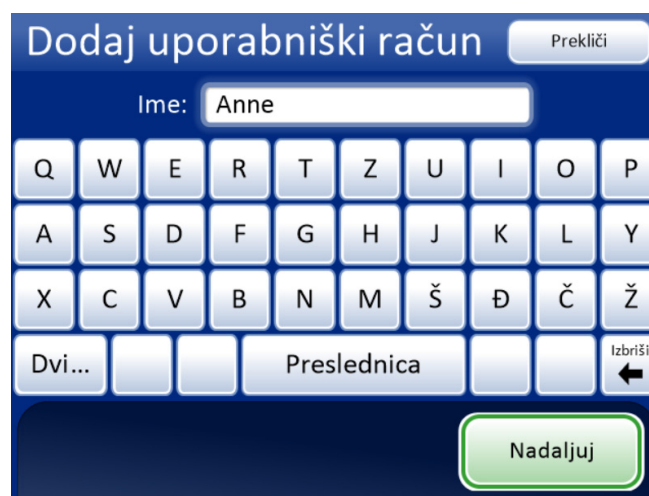 Dodaj uporabniški račun Prekliči
Ime: Anne
Q W E R T Z U I O P
A S D F G H J K L Y
X C V B N M Š Đ Č Ž
Dvi... Preslednica Izbriši
Nadaljuj